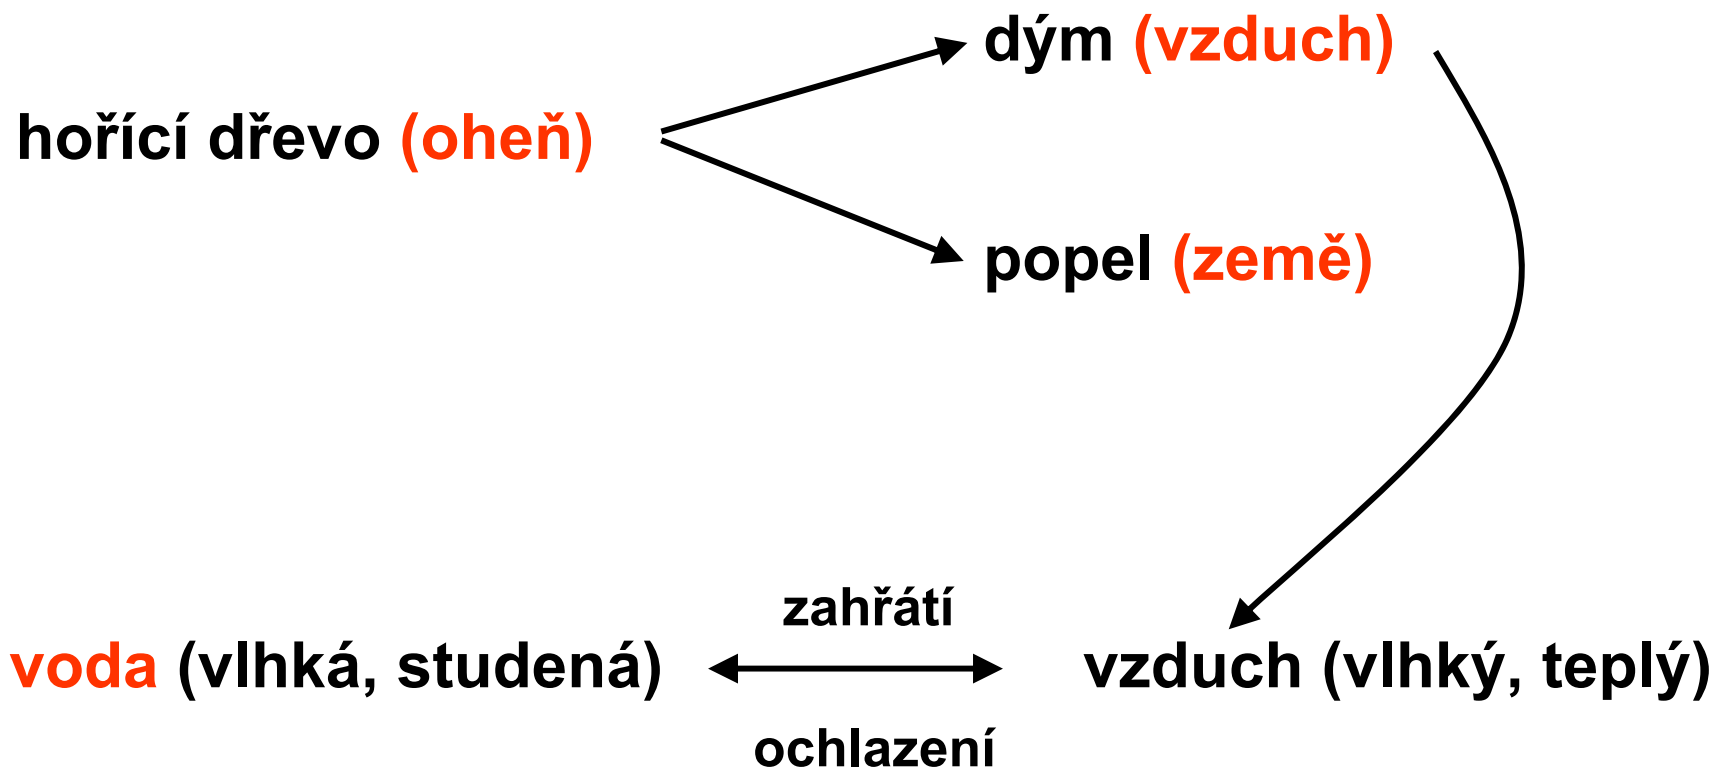 dým (vzduch)
hořící dřevo (oheň)
popel (země)
zahřátí
voda (vlhká, studená)
vzduch (vlhký, teplý)
ochlazení